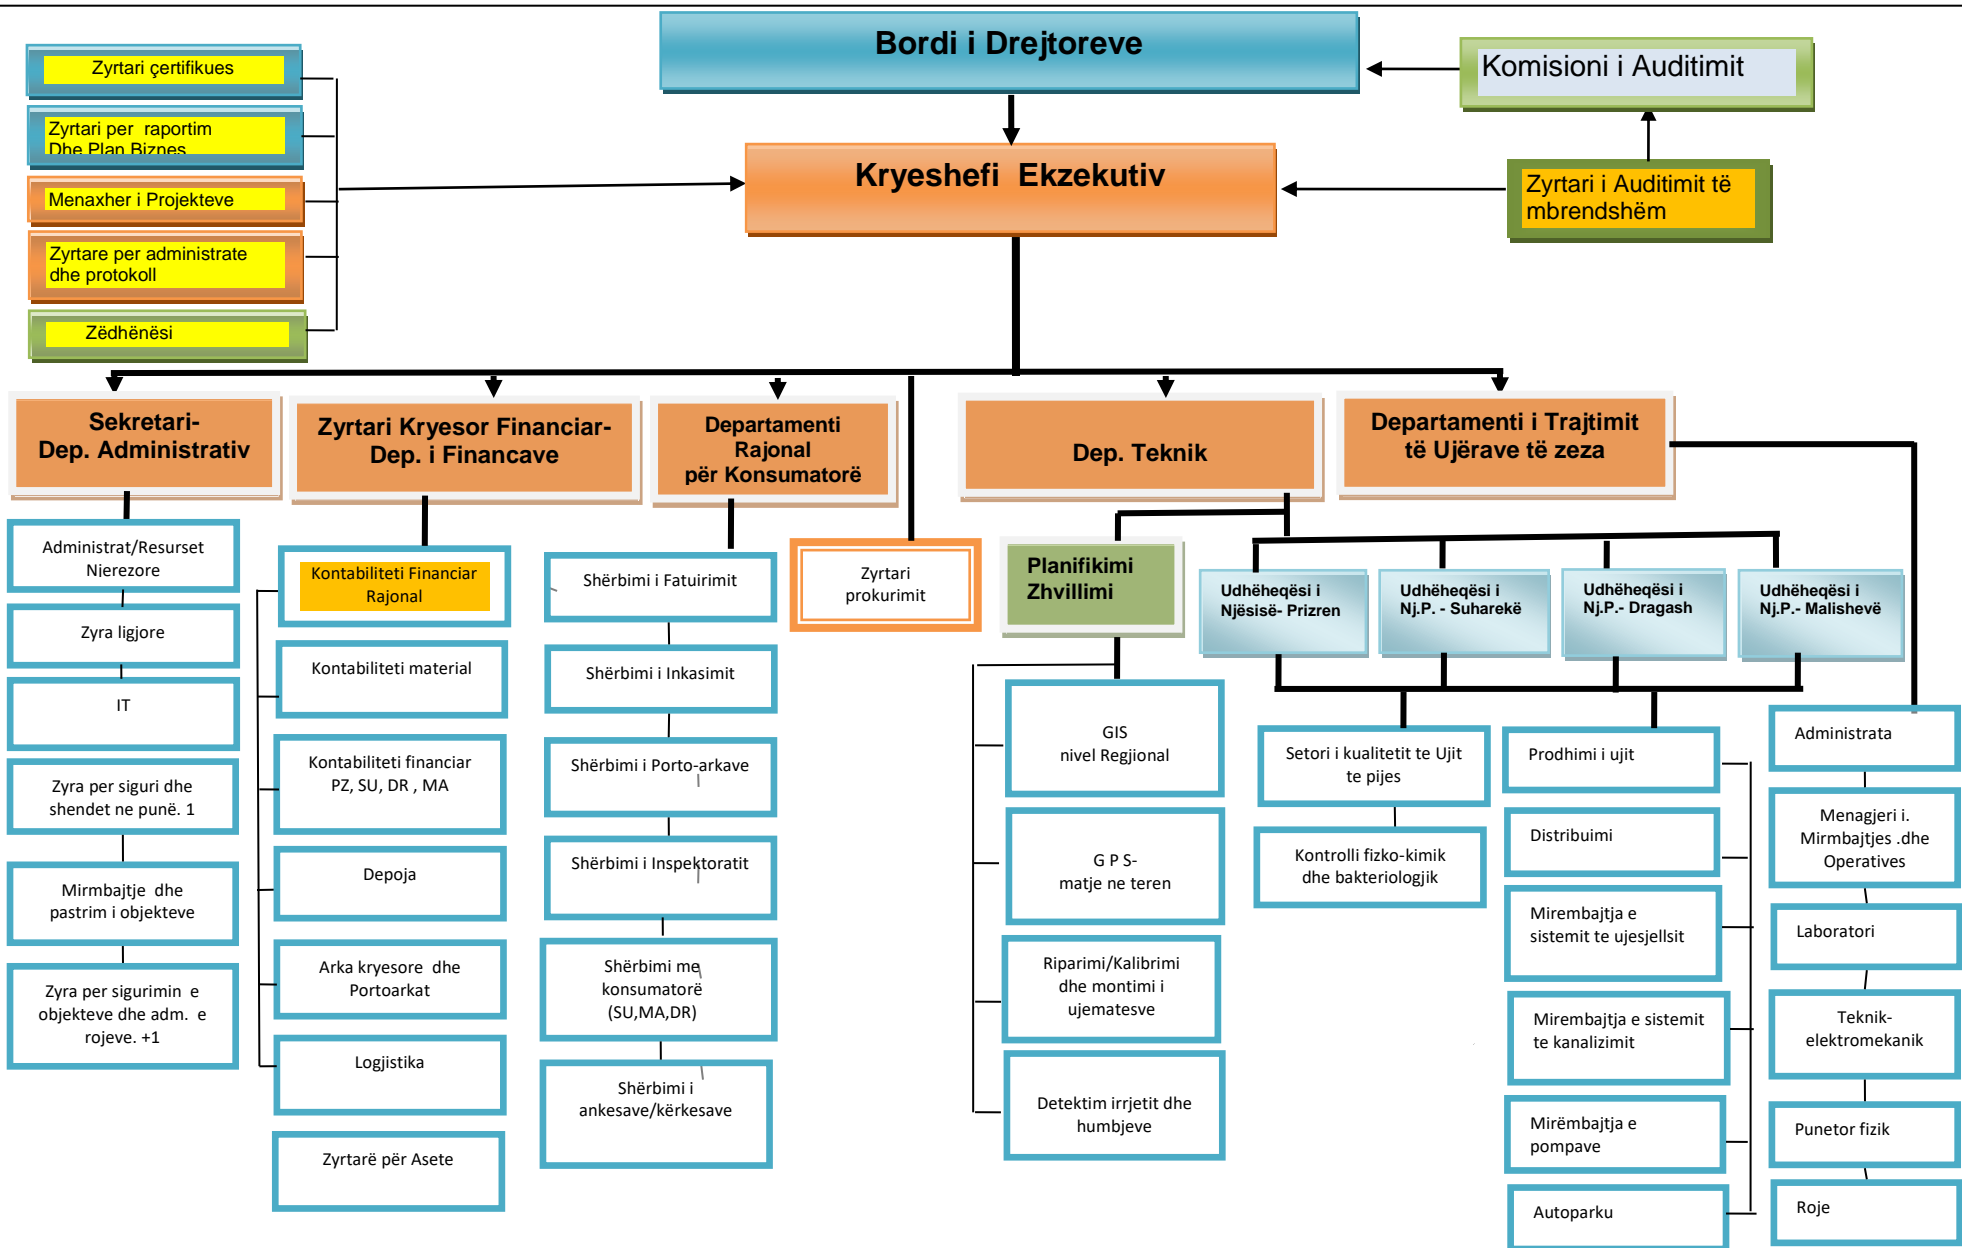 Bordi i Drejtoreve
Zyrtari çertifikues
Komisioni i Auditimit
Zyrtari per raportim
Dhe Plan Biznes
Kryeshefi Ekzekutiv
Zyrtari i Auditimit të
mbrendshëm
Menaxher i Projekteve
Zyrtare per administrate
dhe protokoll
Zëdhënësi
Sekretari-
Dep. Administrativ
Zyrtari Kryesor Financiar-
Dep. i Financave
Departamenti
Rajonal
për Konsumatorë
Dep. Teknik
Departamenti i Trajtimit
të Ujërave të zeza
Administrat/Resurset
Njerezore
Zyra ligjore
IT
Zyra per siguri dhe
shendet ne punë. 1
Mirmbajtje dhe
pastrim i objekteve
Zyra per sigurimin e
objekteve dhe adm. e
rojeve. +1
Kontabiliteti Financiar
Rajonal
Kontabiliteti material
Kontabiliteti financiar
PZ, SU, DR , MA
Depoja
Arka kryesore dhe
Portoarkat
Logjistika
Zyrtarë për Asete
Shërbimi i Fatuirimit
Shërbimi i Inkasimit
Shërbimi i Porto-arkave
Shërbimi i Inspektoratit
Shërbimi me
konsumatorë
(SU,MA,DR)
Shërbimi i
ankesave/kërkesave
Zyrtari
prokurimit
Planifikimi
Zhvillimi
GIS
nivel Regjional
G P S-
matje ne teren
Riparimi/Kalibrimi
dhe montimi i
ujematesve
Detektim irrjetit dhe
humbjeve
Udhëheqësi i
Njësisë- Prizren
Udhëheqësi i
Nj.P. - Suharekë
Udhëheqësi i
Nj.P.- Dragash
Udhëheqësi i
Nj.P.- Malishevë
Setori i kualitetit te Ujit
te pijes
Kontrolli fizko-kimik
dhe bakteriologjik
Prodhimi i ujit
Distribuimi
Mirembajtja e
sistemit te ujesjellsit
Mirembajtja e sistemit
te kanalizimit
Mirëmbajtja e
pompave
Autoparku
Administrata
Menagjeri i.
Mirmbajtjes .dhe
Operatives
Laboratori
Teknik-
elektromekanik
Punetor fizik
Roje